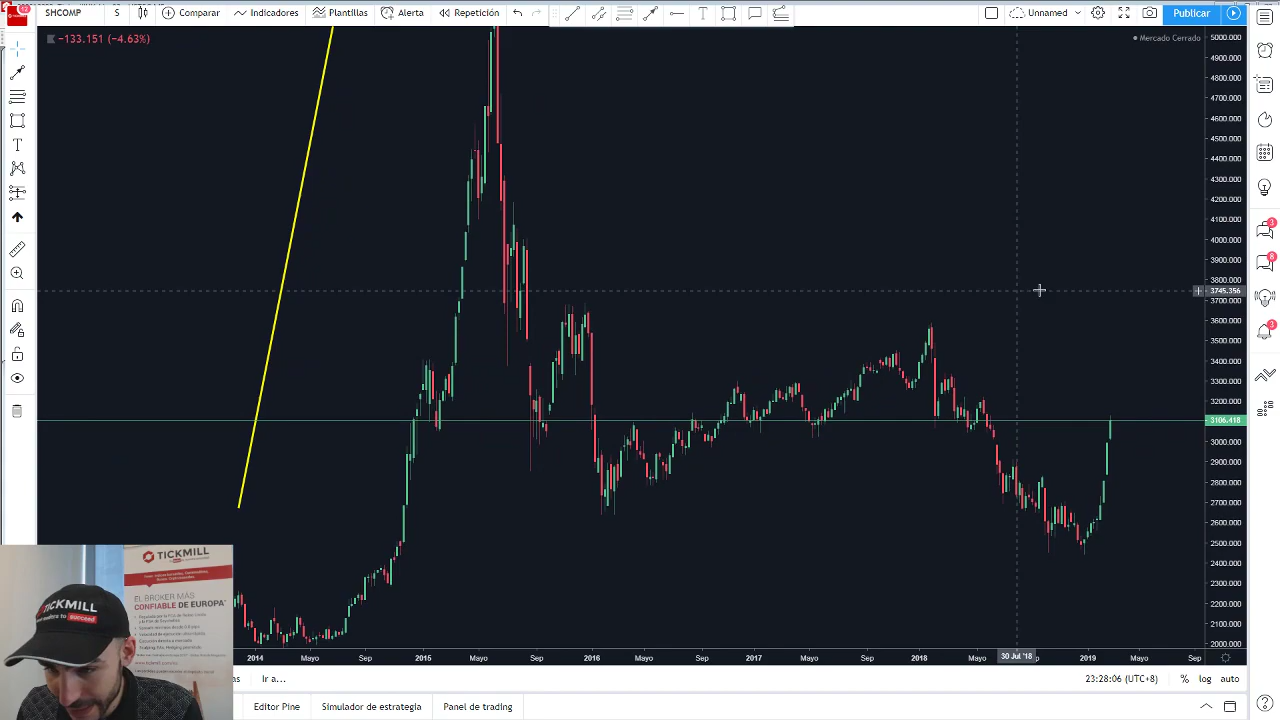 12
SHCOMP
S
Comparar
Indicadores
Plantillas
Alerta
Repetición
Unnamed
Publicar
−133.151 (−4.63%)
Mercado Cerrado
5000.000
4900.000
4800.000
4700.000
4600.000
4500.000
4400.000
4300.000
4200.000
4100.000
4000.000
3900.000
3800.000
3745.356
3700.000
3600.000
3500.000
3400.000
3300.000
3200.000
3106.418
3000.000
2900.000
2800.000
2700.000
2600.000
2500.000
2400.000
2300.000
2200.000
2100.000
2000.000
3
8
3
2014
Mayo
Sep
2015
Mayo
Sep
2016
Mayo
Sep
2017
Mayo
Sep
2018
Mayo
30 Jul '18
2019
Mayo
Sep
Ir a...
23:28:06 (UTC+8)
%
log
auto
Editor Pine
Simulador de estrategia
Panel de trading
TICKMILL
EL BROKER MÁS
CONFIABLE DE EUROPA
TICKMILL